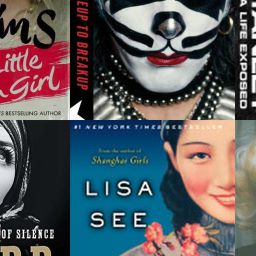 Little
Girl
S BESTSELLING AUTHOR
EUP TO BREAKUP
A LIFE EXPOSED
OF SILENCE
#1 NEW YORK TIMES BESTSELLER
From the author of
Shanghai Girls
LISA
SEE